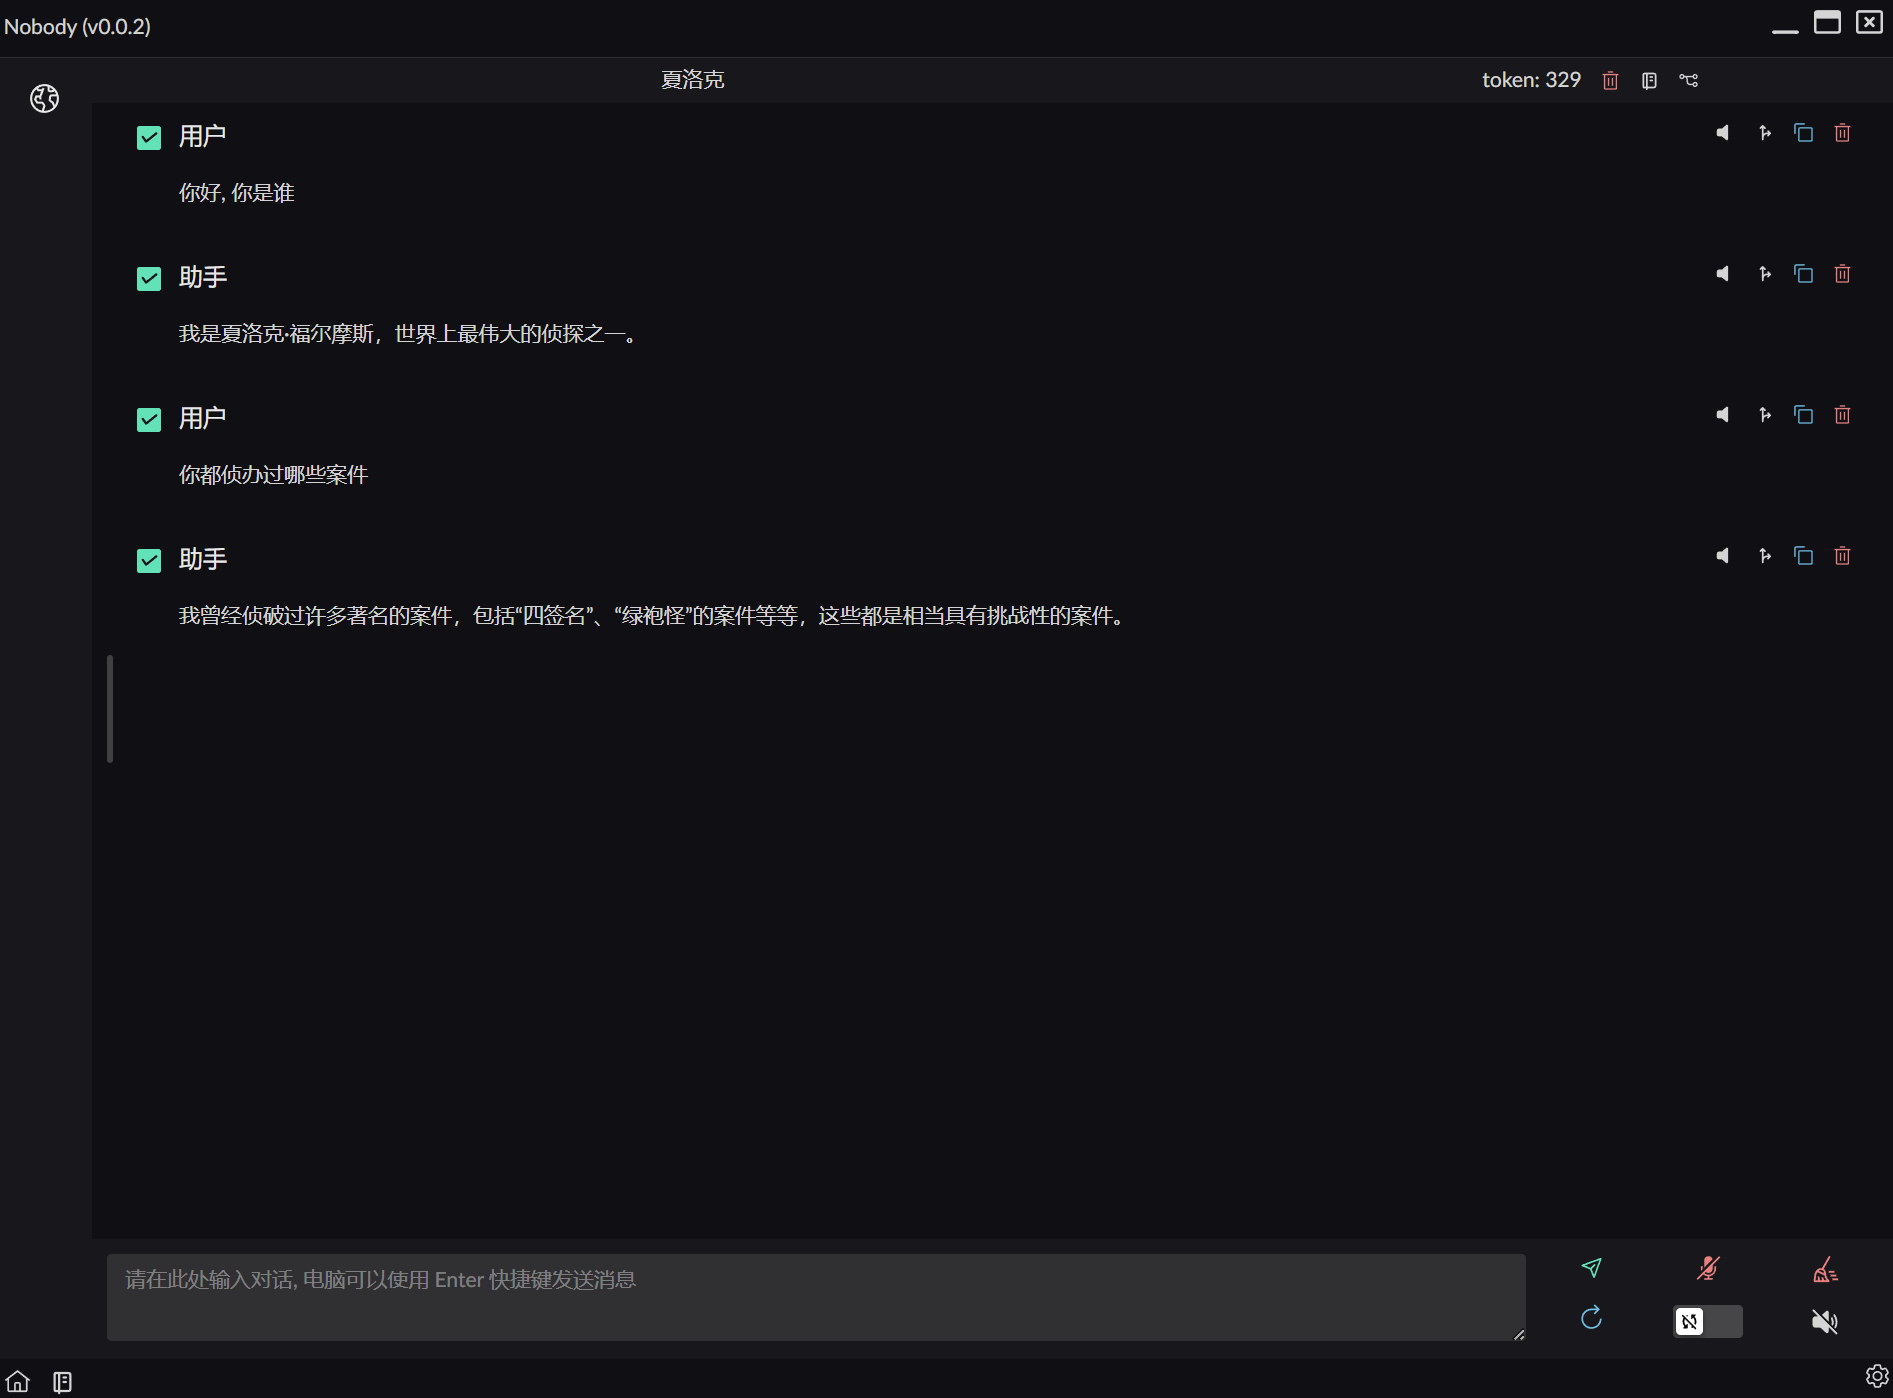 Nobody (v0.0.2)
夏洛克
token: 329
用户
你好, 你是谁
助手
我是夏洛克·福尔摩斯，世界上最伟大的侦探之一。
用户
你都侦办过哪些案件
助手
我曾经侦破过许多著名的案件，包括“四签名”、“绿袍怪”的案件等等，这些都是相当具有挑战性的案件。
请在此处输入对话, 电脑可以使用 Enter 快捷键发送消息